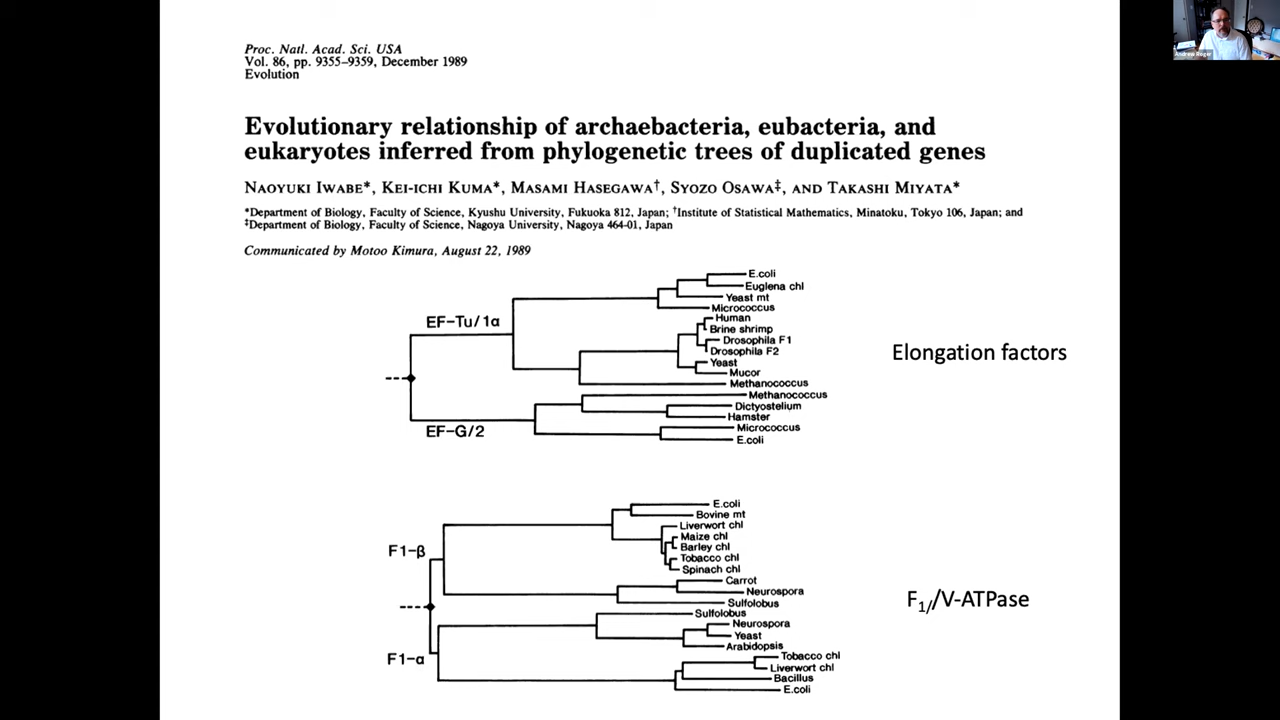 Proc. Natl. Acad. Sci. USA
Vol. 86, pp. 9355–9359, December 1989
Evolution
Evolutionary relationship of archaebacteria, eubacteria, and
eukaryotes inferred from phylogenetic trees of duplicated genes
NAOYUKI IWABE*, KEI-ICHI KUMA*, MASAMI HASEGAWA†, SYOZO OSAWA‡, AND TAKASHI MIYATA*
*Department of Biology, Faculty of Science, Kyushu University, Fukuoka 812, Japan; †Institute of Statistical Mathematics, Minatoku, Tokyo 106, Japan; and
‡Department of Biology, Faculty of Science, Nagoya University, Nagoya 464-01, Japan
Communicated by Motoo Kimura, August 22, 1989
E.coli
Euglena chl
Yeast mt
Micrococcus
EF-Tu/1α
Human
Brine shrimp
Drosophila F1
Drosophila F2
Yeast
Mucor
Methanococcus
Elongation factors
Methanococcus
Dictyostelium
Hamster
Micrococcus
E.coli
EF-G/2
E.coli
Bovine mt
Liverwort chl
Maize chl
Barley chl
Tobacco chl
Spinach chl
F1-β
Carrot
Neurospora
Sulfolobus
F1//V-ATPase
Sulfolobus
Neurospora
Yeast
Arabidopsis
F1-α
Tobacco chl
Liverwort chl
Bacillus
E.coli
Andrew Roger